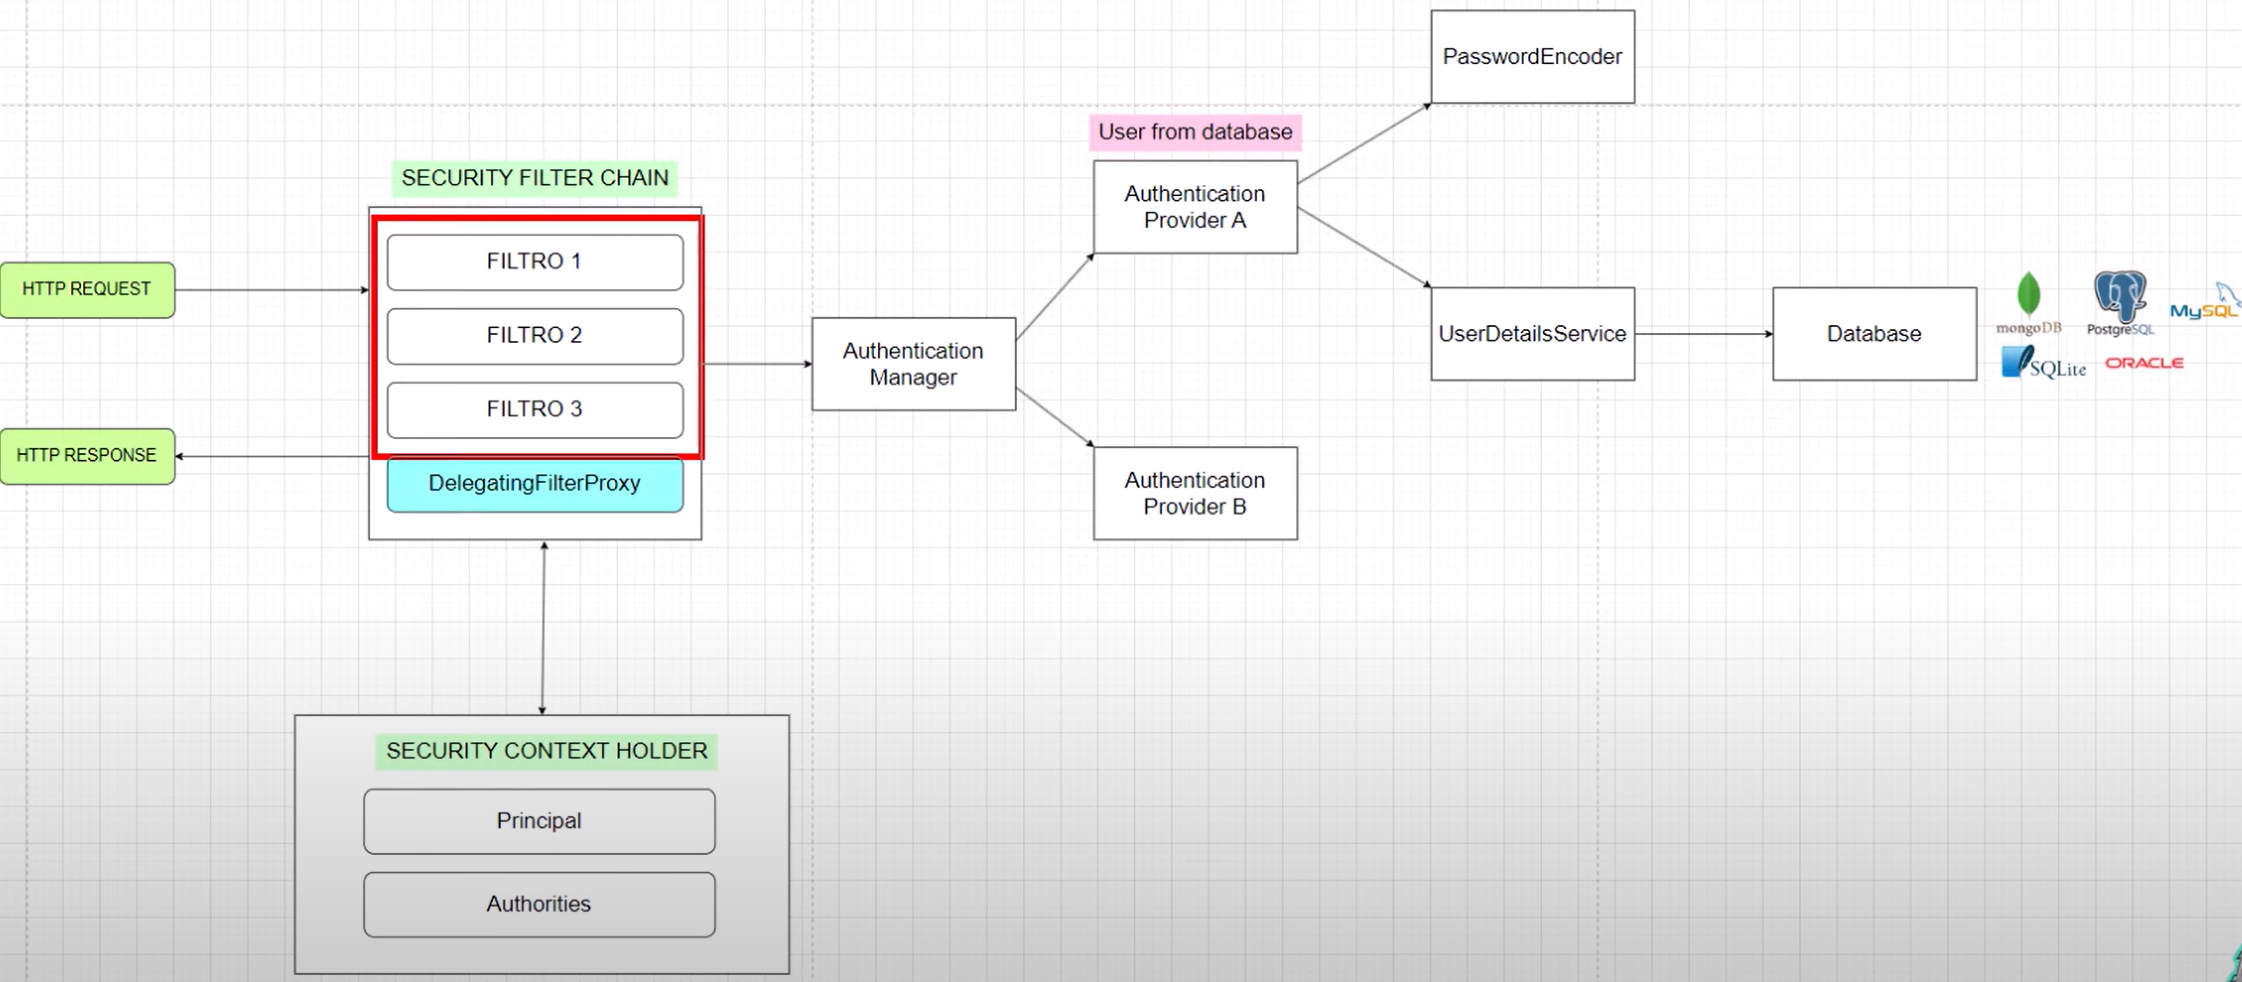 PasswordEncoder
User from database
SECURITY FILTER CHAIN
Authentication
Provider A
FILTRO 1
HTTP REQUEST
FILTRO 2
Authentication
Manager
UserDetailsService
Database
mongoDB
PostgreSQL
MySQL
SQLite
ORACLE
FILTRO 3
HTTP RESPONSE
DelegatingFilterProxy
Authentication
Provider B
SECURITY CONTEXT HOLDER
Principal
Authorities